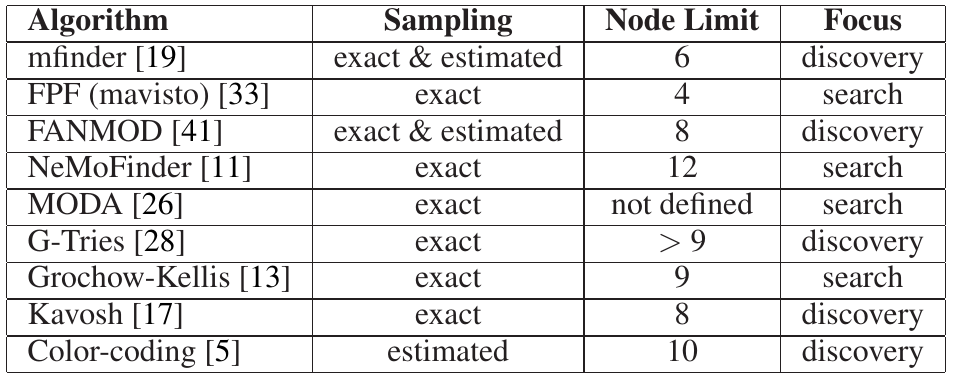 Algorithm Sampling Node Limit Focus
mfinder [19] exact & estimated 6 discovery
FPF (mavisto) [33] exact 4 search
FANMOD [41] exact & estimated 8 discovery
NeMoFinder [11] exact 12 search
MODA [26] exact not defined search
G-Tries [28] exact > 9 discovery
Grochow-Kellis [13] exact 9 search
Kavosh [17] exact 8 discovery
Color-coding [5] estimated 10 discovery